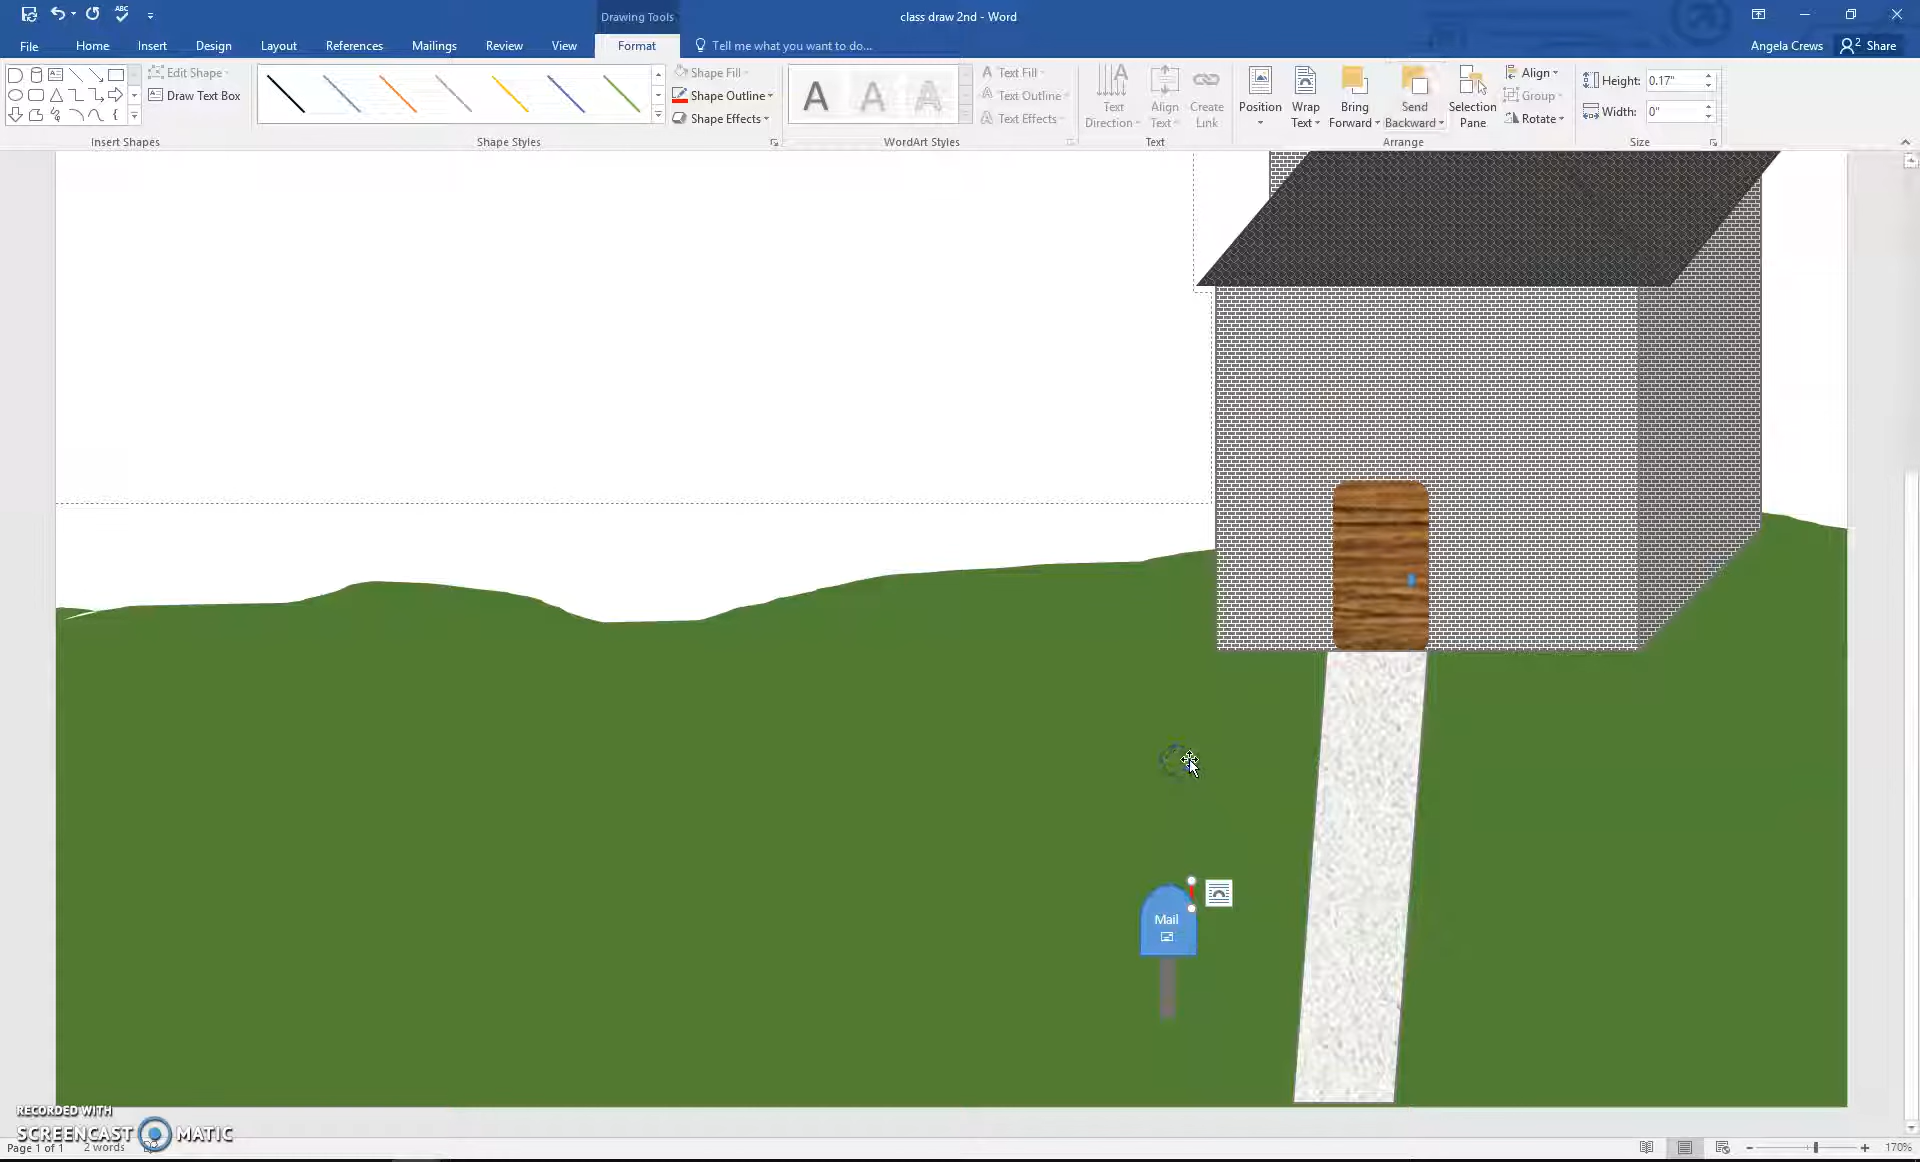 Drawing Tools
class draw 2nd - Word
File Home Insert Design Layout References Mailings Review View Format Tell me what you want to do... Angela Crews Share
Edit Shape
Draw Text Box
Insert Shapes
Shape Styles
Shape Fill
Shape Outline
Shape Effects
A A A
WordArt Styles
Text Fill
Text Outline
Text Effects
Text Direction
Align Text
Create Link
Text
Position
Wrap Text
Bring Forward
Send Backward
Selection Pane
Align
Group
Rotate
Arrange
Height: 0.17"
Width: 0"
Size
Mail
RECORDED WITH
SCREENCAST MATIC
Page 1 of 1 2 words
170%